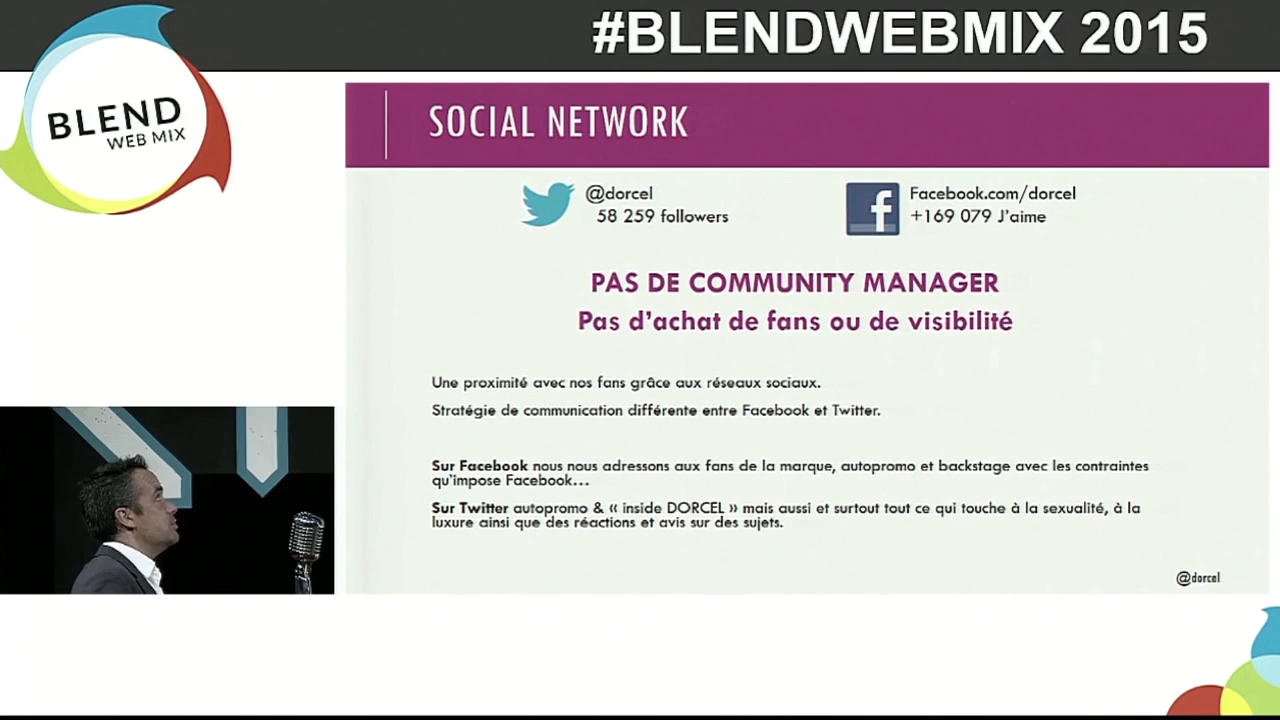 #BLENDWEBMIX 2015
BLEND
WEB MIX
SOCIAL NETWORK
@dorcel
58 259 followers
Facebook.com/dorcel
+169 079 J'aime
PAS DE COMMUNITY MANAGER
Pas d'achat de fans ou de visibilité
Une proximité avec nos fans grâce aux réseaux sociaux.
Stratégie de communication différente entre Facebook et Twitter.
Sur Facebook nous nous adressons aux fans de la marque, autopromo et backstage avec les contraintes
qu'impose Facebook...
Sur Twitter autopromo & « inside DORCEL » mais aussi et surtout tout ce qui touche à la sexualité, à la
luxure ainsi que des réactions et avis sur des sujets.
@dorcel